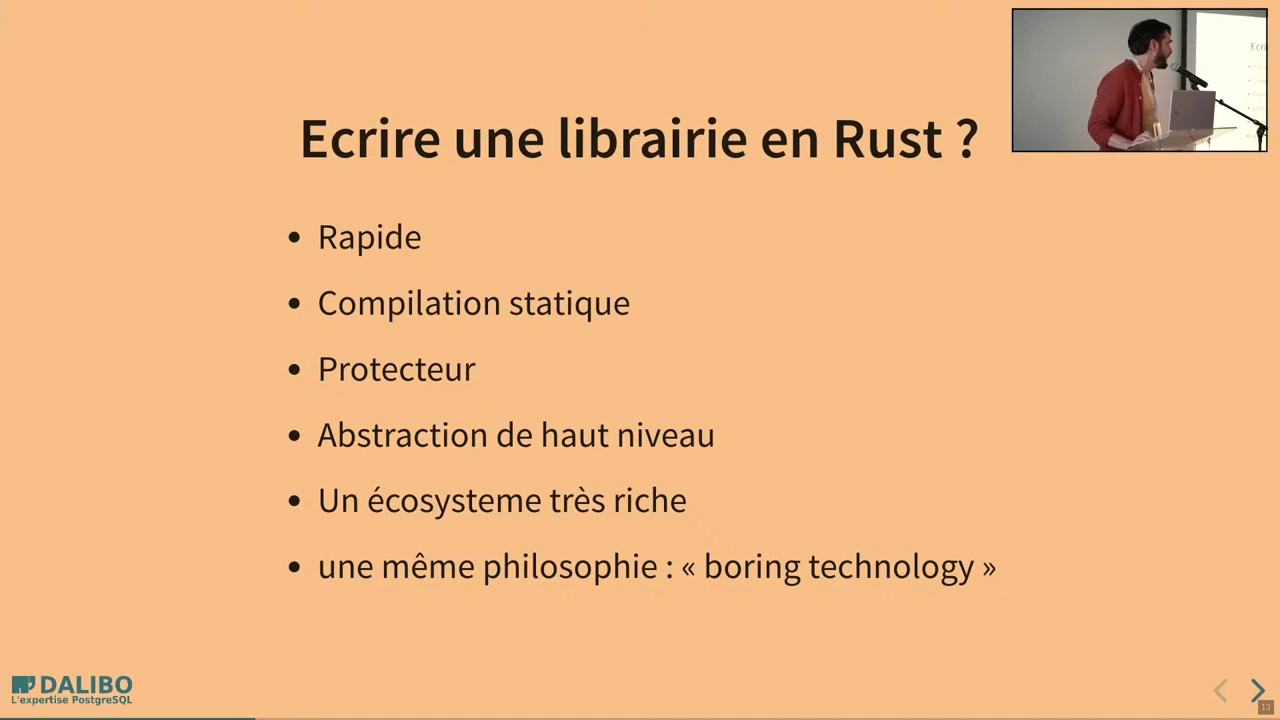 Ecrire une librairie en Rust ?
• Rapide
• Compilation statique
• Protecteur
• Abstraction de haut niveau
• Un écosysteme très riche
• une même philosophie : « boring technology »
DALIBO
L'expertise PostgreSQL
13